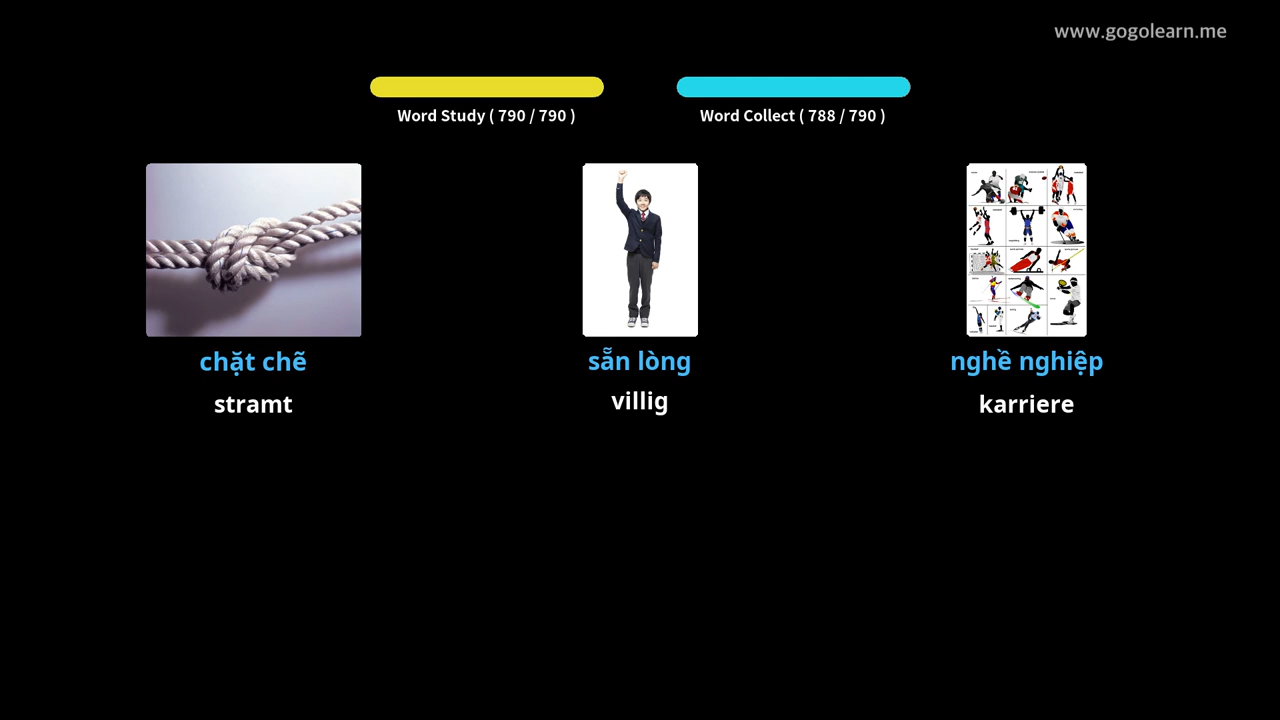 www.gogolearn.me
Word Study ( 790 / 790 )
Word Collect ( 788 / 790 )
chặt chẽ
sẵn lòng
nghề nghiệp
stramt
villig
karriere